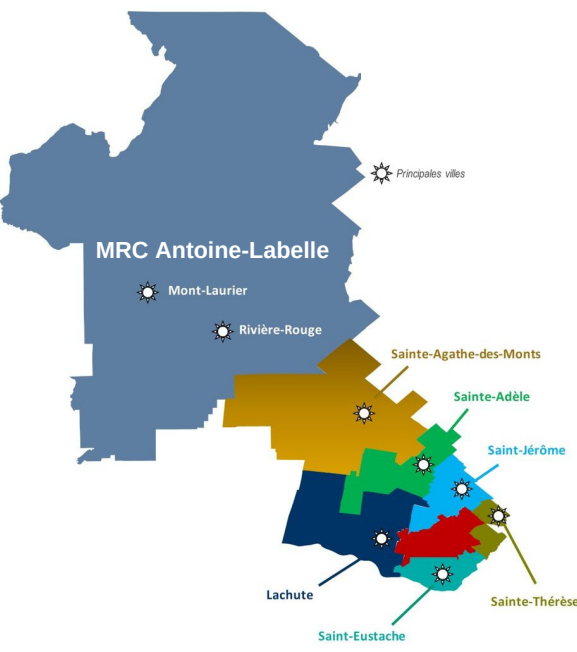 Principales villes
MRC Antoine-Labelle
Mont-Laurier
Rivière-Rouge
Sainte-Agathe-des-Monts
Sainte-Adèle
Saint-Jérôme
Lachute
Sainte-Thérèse
Saint-Eustache